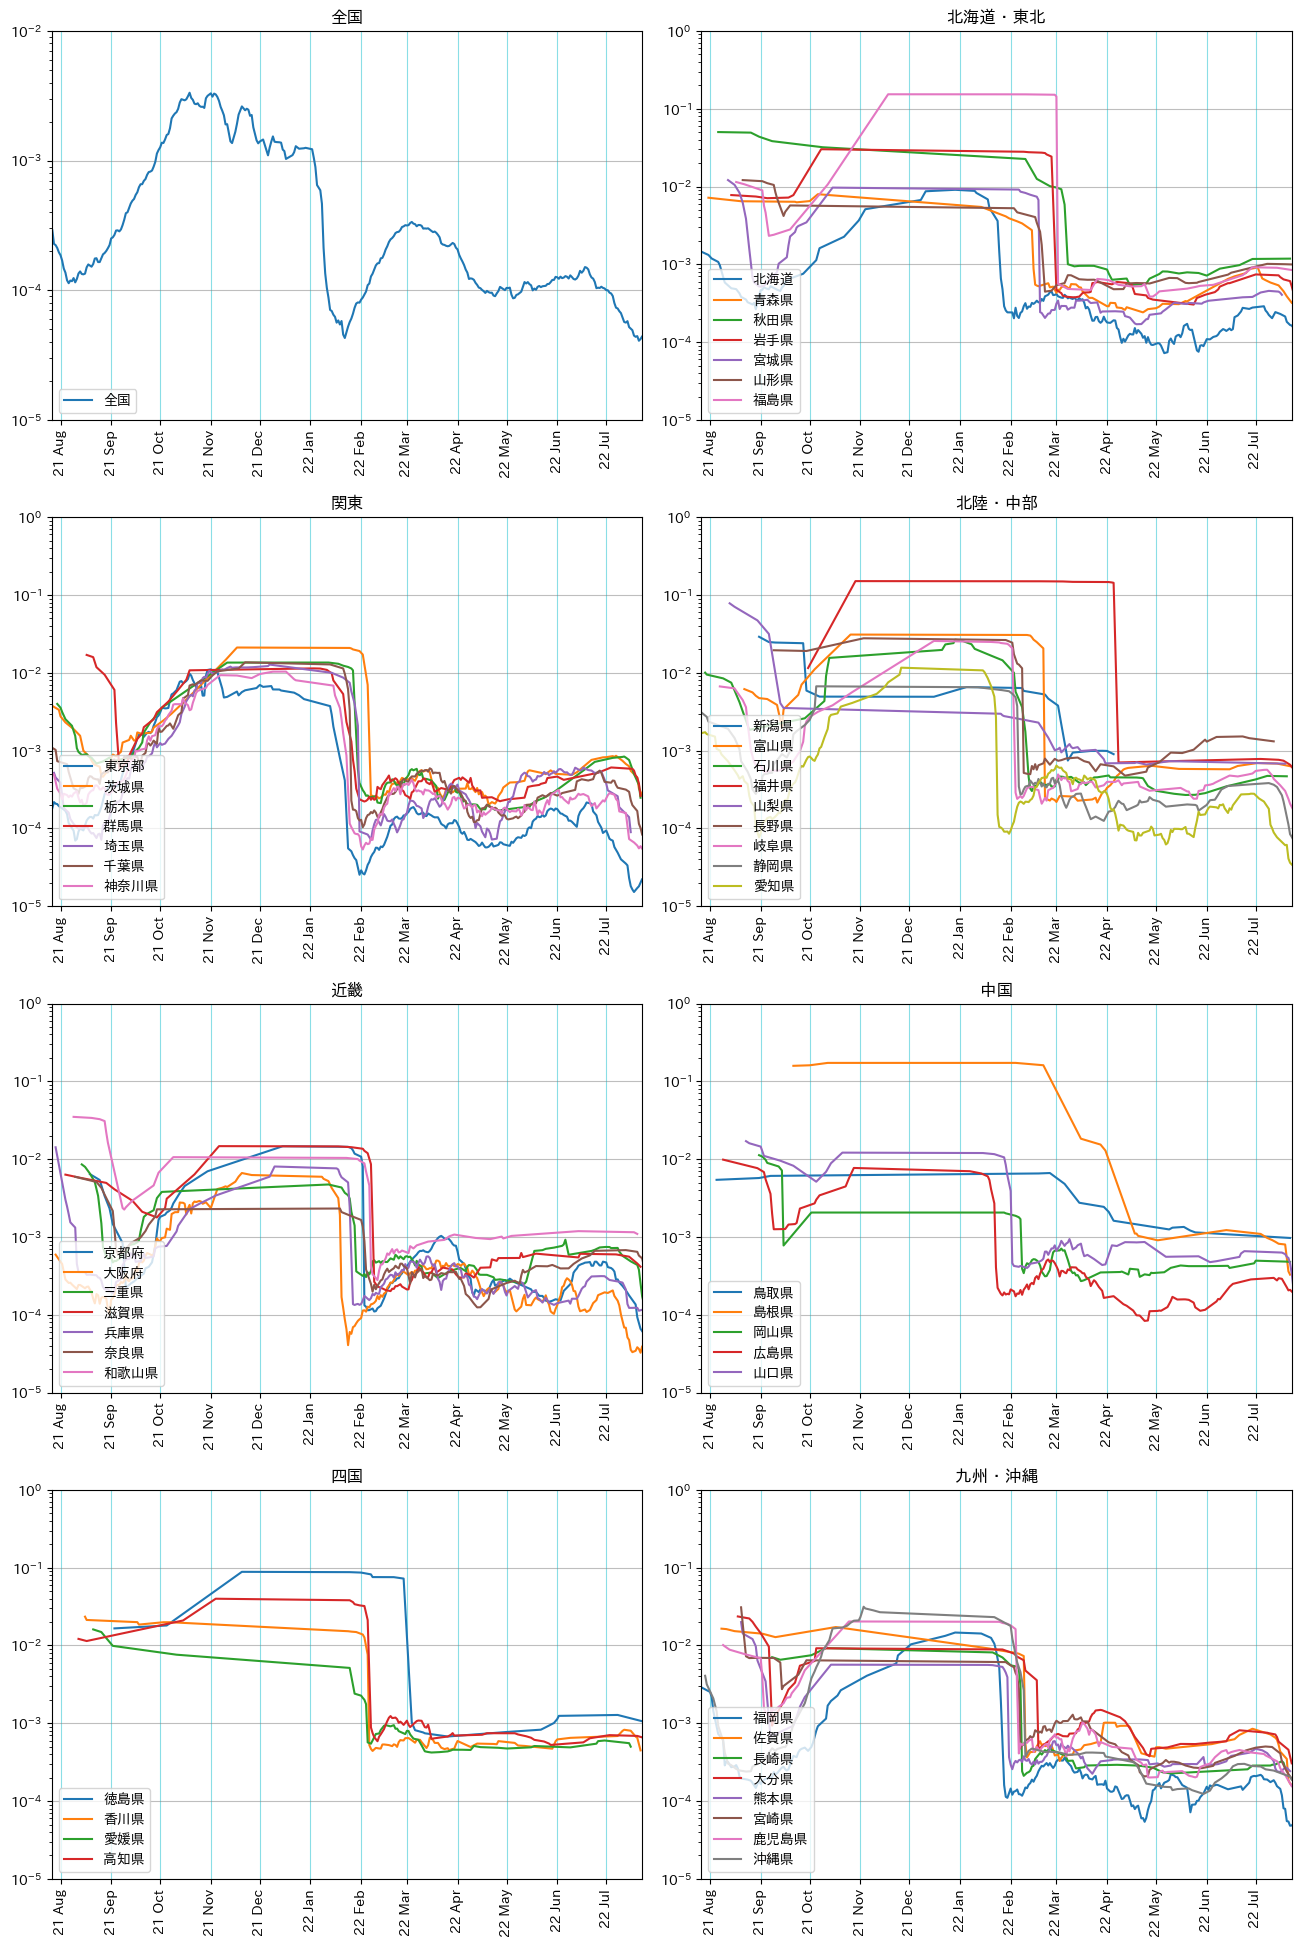 全国
10⁻²
10⁻³
10⁻⁴
10⁻⁵
全国
21 Aug
21 Sep
21 Oct
21 Nov
21 Dec
22 Jan
22 Feb
22 Mar
22 Apr
22 May
22 Jun
22 Jul
北海道・東北
10⁰
10⁻¹
10⁻²
10⁻³
10⁻⁴
10⁻⁵
北海道
青森県
秋田県
岩手県
宮城県
山形県
福島県
21 Aug
21 Sep
21 Oct
21 Nov
21 Dec
22 Jan
22 Feb
22 Mar
22 Apr
22 May
22 Jun
22 Jul
関東
10⁰
10⁻¹
10⁻²
10⁻³
10⁻⁴
10⁻⁵
東京都
茨城県
栃木県
群馬県
埼玉県
千葉県
神奈川県
21 Aug
21 Sep
21 Oct
21 Nov
21 Dec
22 Jan
22 Feb
22 Mar
22 Apr
22 May
22 Jun
22 Jul
北陸・中部
10⁰
10⁻¹
10⁻²
10⁻³
10⁻⁴
10⁻⁵
新潟県
富山県
石川県
福井県
山梨県
長野県
岐阜県
静岡県
愛知県
21 Aug
21 Sep
21 Oct
21 Nov
21 Dec
22 Jan
22 Feb
22 Mar
22 Apr
22 May
22 Jun
22 Jul
近畿
10⁰
10⁻¹
10⁻²
10⁻³
10⁻⁴
10⁻⁵
京都府
大阪府
三重県
滋賀県
兵庫県
奈良県
和歌山県
21 Aug
21 Sep
21 Oct
21 Nov
21 Dec
22 Jan
22 Feb
22 Mar
22 Apr
22 May
22 Jun
22 Jul
中国
10⁰
10⁻¹
10⁻²
10⁻³
10⁻⁴
10⁻⁵
鳥取県
島根県
岡山県
広島県
山口県
21 Aug
21 Sep
21 Oct
21 Nov
21 Dec
22 Jan
22 Feb
22 Mar
22 Apr
22 May
22 Jun
22 Jul
四国
10⁰
10⁻¹
10⁻²
10⁻³
10⁻⁴
10⁻⁵
徳島県
香川県
愛媛県
高知県
21 Aug
21 Sep
21 Oct
21 Nov
21 Dec
22 Jan
22 Feb
22 Mar
22 Apr
22 May
22 Jun
22 Jul
九州・沖縄
10⁰
10⁻¹
10⁻²
10⁻³
10⁻⁴
10⁻⁵
福岡県
佐賀県
長崎県
大分県
熊本県
宮崎県
鹿児島県
沖縄県
21 Aug
21 Sep
21 Oct
21 Nov
21 Dec
22 Jan
22 Feb
22 Mar
22 Apr
22 May
22 Jun
22 Jul